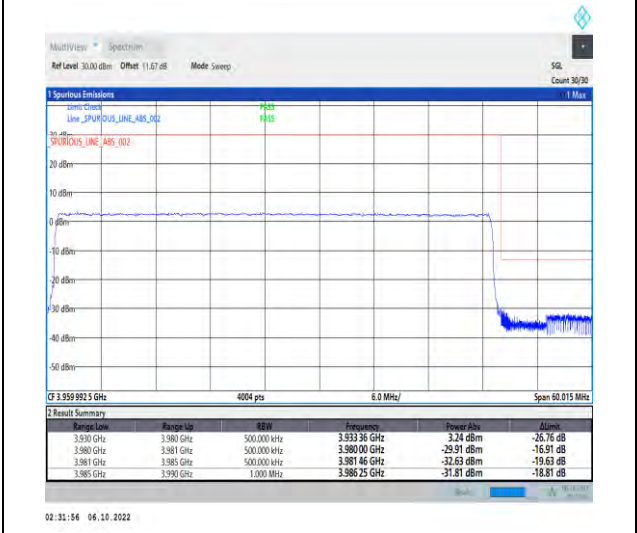 MultiView Spectrum
Ref Level 30.00 dBm Offset 11.67 dB Mode Sweep SGL
Count 30/30
1 Spurious Emissions 1 Max
Limit Check PASS
Line _SPURIOUS_LINE_ABS_002 PASS
30 dBm
_SPURIOUS_LINE_ABS_002
20 dBm
10 dBm
0 dBm
-10 dBm
-20 dBm
-30 dBm
-40 dBm
-50 dBm
CF 3.959 992 5 GHz 4004 pts 6.0 MHz/ Span 60.015 MHz
2 Result Summary
Range Low Range Up RBW Frequency Power Abs ΔLimit
3.930 GHz 3.980 GHz 500.000 kHz 3.933 36 GHz 3.24 dBm -26.76 dB
3.980 GHz 3.981 GHz 500.000 kHz 3.980 00 GHz -29.91 dBm -16.91 dB
3.981 GHz 3.985 GHz 500.000 kHz 3.981 46 GHz -32.63 dBm -19.63 dB
3.985 GHz 3.990 GHz 1.000 MHz 3.986 25 GHz -31.81 dBm -18.81 dB
02:31:56 06.10.2022